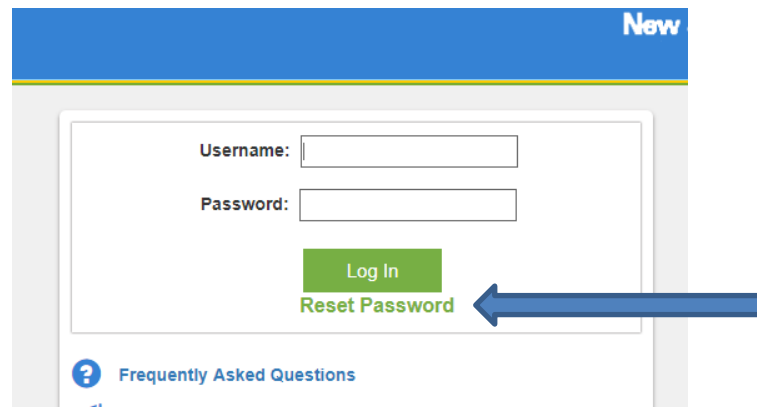 New
Username:
Password:
Log In
Reset Password
? Frequently Asked Questions